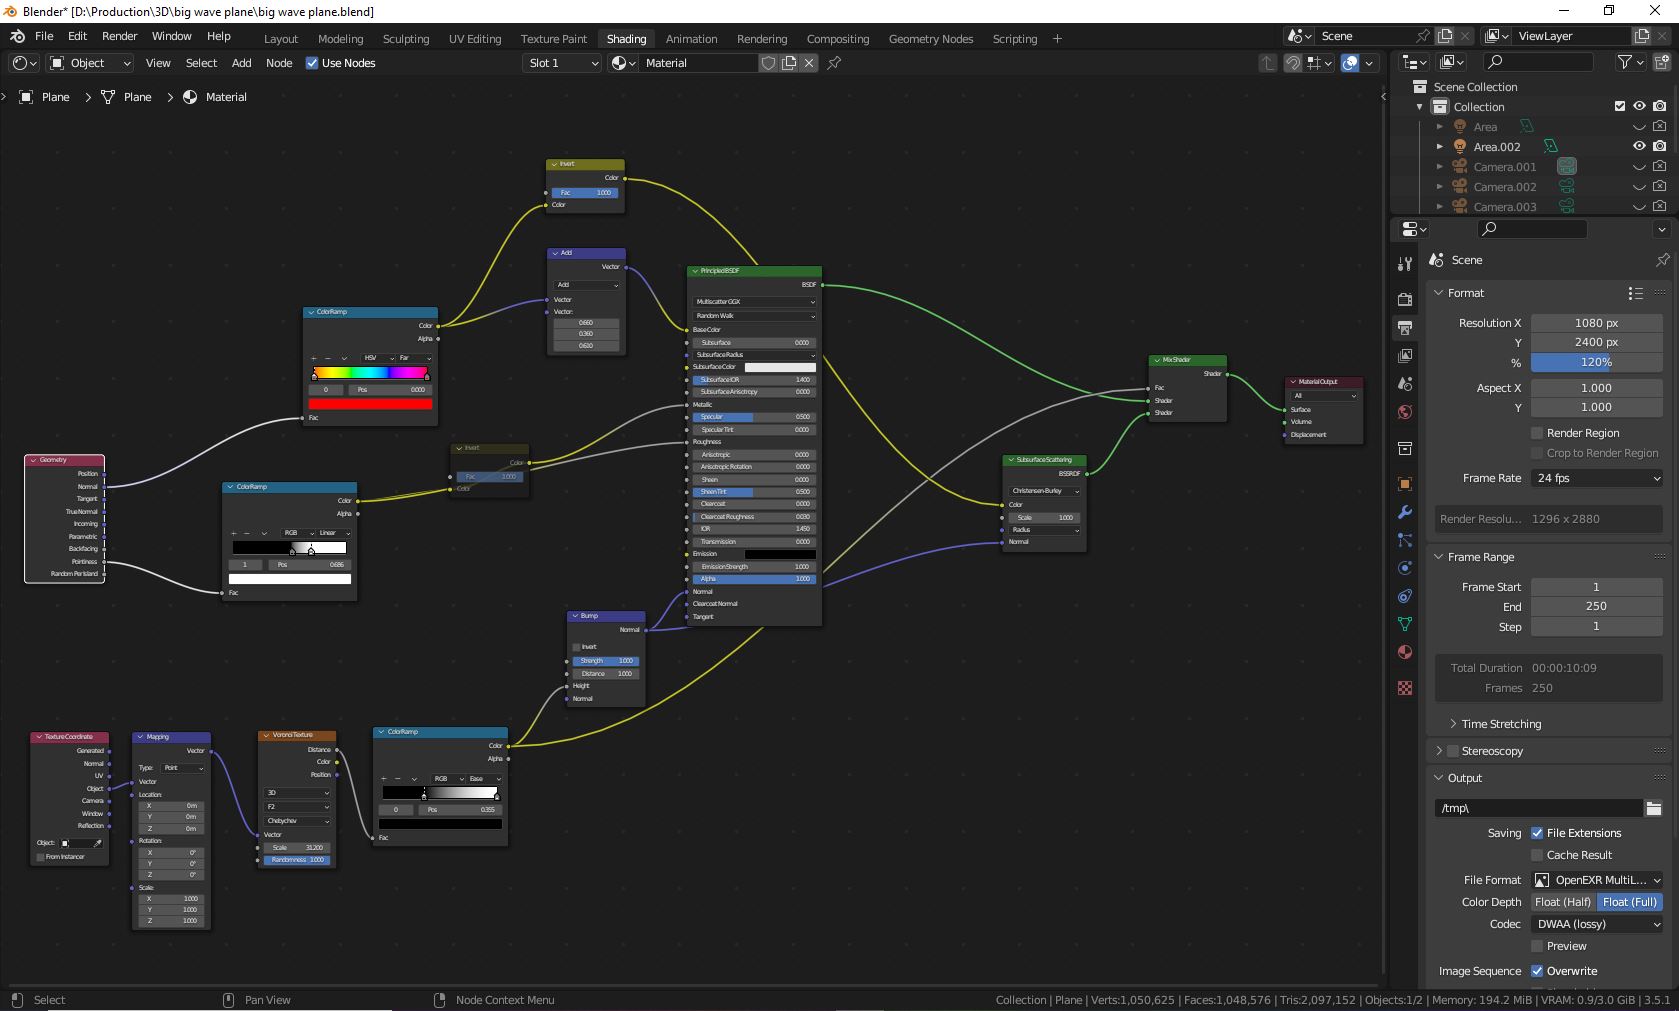 Blender* [D:\Production\3D\big wave plane\big wave plane.blend]
File Edit Render Window Help Layout Modeling Sculpting UV Editing Texture Paint Shading Animation Rendering Compositing Geometry Nodes Scripting + Scene ViewLayer
Object View Select Add Node Use Nodes Slot 1 Material
Plane > Plane > Material
Invert
Color
Fac 1.000
Color
Add
Vector
Add
Vector
Vector:
0.660
0.360
0.610
ColorRamp
Color
Alpha
HSV Far
0 Pos 0.000
Fac
Geometry
Position
Normal
Tangent
True Normal
Incoming
Parametric
Backfacing
Pointiness
Random Per Island
ColorRamp
Color
Alpha
RGB Linear
1 Pos 0.686
Fac
Invert
Color
Fac 1.000
Color
Principled BSDF
BSDF
Multiscatter GGX
Random Walk
Base Color
Subsurface 0.000
Subsurface Radius
Subsurface Color
Subsurface IOR 1.400
Subsurface Anisotropy 0.000
Metallic
Specular 0.500
Specular Tint 0.000
Roughness
Anisotropic 0.000
Anisotropic Rotation 0.000
Sheen 0.000
Sheen Tint 0.500
Clearcoat 0.000
Clearcoat Roughness 0.030
IOR 1.450
Transmission 0.000
Emission
Emission Strength 1.000
Alpha 1.000
Normal
Clearcoat Normal
Tangent
Mix Shader
Shader
Fac
Shader
Shader
Material Output
All
Surface
Volume
Displacement
Subsurface Scattering
BSSRDF
Christensen-Burley
Color
Scale 1.000
Radius
Normal
Bump
Normal
Invert
Strength 1.000
Distance 1.000
Height
Normal
Texture Coordinate
Generated
Normal
UV
Object
Camera
Window
Reflection
Object:
From Instancer
Mapping
Vector
Type: Point
Vector
Location:
X 0 m
Y 0 m
Z 0 m
Rotation:
X 0°
Y 0°
Z 0°
Scale:
X 1.000
Y 1.000
Z 1.000
Voronoi Texture
Distance
Color
Position
3D
F2
Chebychev
Vector
Scale 31.200
Randomness 1.000
ColorRamp
Color
Alpha
RGB Ease
0 Pos 0.355
Fac
Scene Collection
Collection
Area
Area.002
Camera.001
Camera.002
Camera.003
Scene
Format
Resolution X 1080 px
Y 2400 px
% 120%
Aspect X 1.000
Y 1.000
Render Region
Crop to Render Region
Frame Rate 24 fps
Render Resolu... 1296 x 2880
Frame Range
Frame Start 1
End 250
Step 1
Total Duration 00:00:10:09
Frames 250
Time Stretching
Stereoscopy
Output
/tmp\
Saving File Extensions
Cache Result
File Format OpenEXR MultiL...
Color Depth Float (Half) Float (Full)
Codec DWAA (lossy)
Preview
Image Sequence Overwrite
Select Pan View Node Context Menu Collection | Plane | Verts:1,050,625 | Faces:1,048,576 | Tris:2,097,152 | Objects:1/2 | Memory: 194.2 MiB | VRAM: 0.9/3.0 GiB | 3.5.1